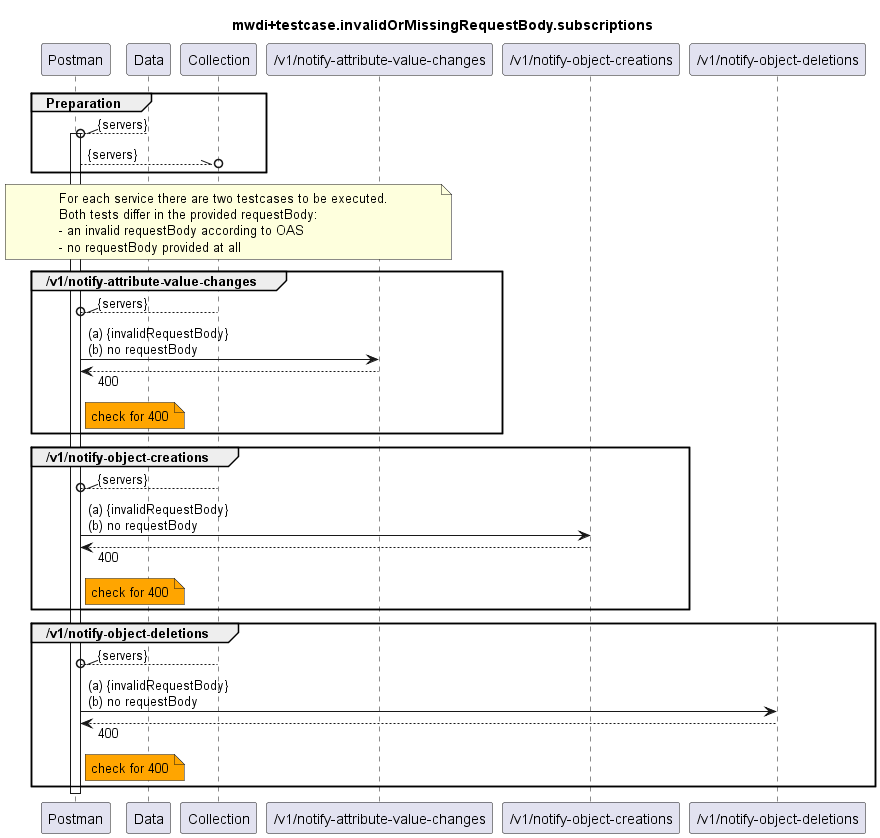 mwdi+testcase.invalidOrMissingRequestBody.subscriptions
Postman
Data
Collection
/v1/notify-attribute-value-changes
/v1/notify-object-creations
/v1/notify-object-deletions
Preparation
{servers}
{servers}
For each service there are two testcases to be executed.
Both tests differ in the provided requestBody:
- an invalid requestBody according to OAS
- no requestBody provided at all
/v1/notify-attribute-value-changes
{servers}
(a) {invalidRequestBody}
(b) no requestBody
400
check for 400
/v1/notify-object-creations
{servers}
(a) {invalidRequestBody}
(b) no requestBody
400
check for 400
/v1/notify-object-deletions
{servers}
(a) {invalidRequestBody}
(b) no requestBody
400
check for 400
Postman
Data
Collection
/v1/notify-attribute-value-changes
/v1/notify-object-creations
/v1/notify-object-deletions